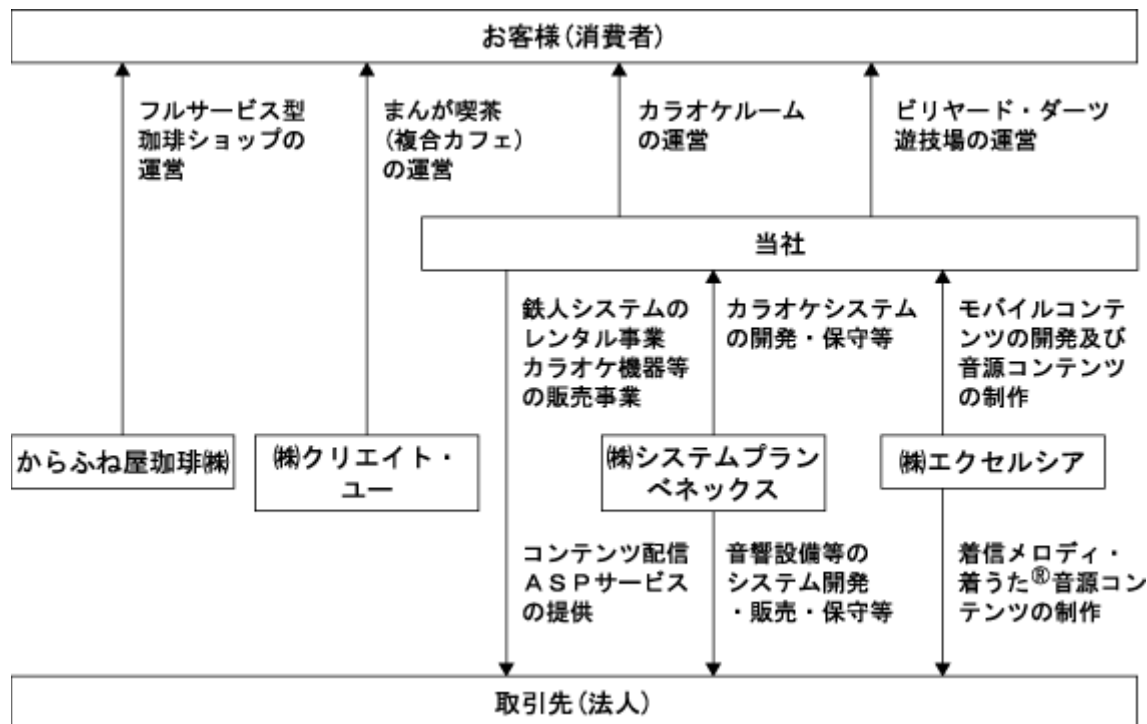 お客様(消費者)
フルサービス型
珈琲ショップの
運営
まんが喫茶
(複合カフェ)
の運営
カラオケルーム
の運営
ビリヤード・ダーツ
遊技場の運営
当社
鉄人システムの
レンタル事業
カラオケ機器等
の販売事業
カラオケシステム
の開発・保守等
モバイルコンテ
ンツの開発及び
音源コンテンツ
の制作
からふね屋珈琲㈱
㈱クリエイト・
ユー
㈱システムプラン
ベネックス
㈱エクセルシア
コンテンツ配信
ＡＳＰサービス
の提供
音響設備等の
システム開発
・販売・保守等
着信メロディ・
着うた®音源コン
テンツの制作
取引先(法人)